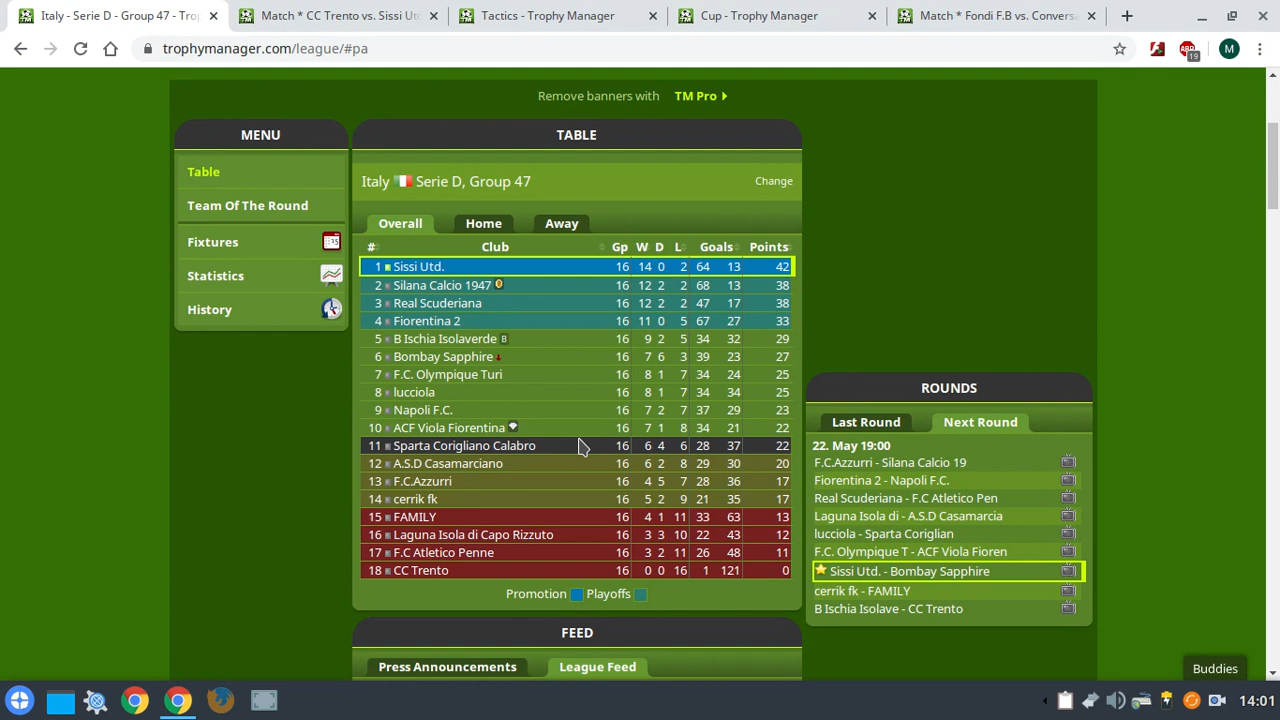 Italy - Serie D - Group 47 - Tro
Match * CC Trento vs. Sissi Ut
Tactics - Trophy Manager
Cup - Trophy Manager
Match * Fondi F.B vs. Conversa
trophymanager.com/league/#pa
ABP
19
M
Remove banners with TM Pro
MENU
Table
Team Of The Round
Fixtures
Statistics
History
TABLE
Italy Serie D, Group 47
Change
Overall Home Away
# Club Gp W D L Goals Points
1 Sissi Utd. 16 14 0 2 64 13 42
2 Silana Calcio 1947 16 12 2 2 68 13 38
3 Real Scuderiana 16 12 2 2 47 17 38
4 Fiorentina 2 16 11 0 5 67 27 33
5 B Ischia Isolaverde B 16 9 2 5 34 32 29
6 Bombay Sapphire 16 7 6 3 39 23 27
7 F.C. Olympique Turi 16 8 1 7 34 24 25
8 lucciola 16 8 1 7 34 34 25
9 Napoli F.C. 16 7 2 7 37 29 23
10 ACF Viola Fiorentina 16 7 1 8 34 21 22
11 Sparta Corigliano Calabro 16 6 4 6 28 37 22
12 A.S.D Casamarciano 16 6 2 8 29 30 20
13 F.C.Azzurri 16 4 5 7 28 36 17
14 cerrik fk 16 5 2 9 21 35 17
15 FAMILY 16 4 1 11 33 63 13
16 Laguna Isola di Capo Rizzuto 16 3 3 10 22 43 12
17 F.C Atletico Penne 16 3 2 11 26 48 11
18 CC Trento 16 0 0 16 1 121 0
Promotion Playoffs
FEED
Press Announcements League Feed
ROUNDS
Last Round Next Round
22. May 19:00
F.C.Azzurri - Silana Calcio 19
Fiorentina 2 - Napoli F.C.
Real Scuderiana - F.C Atletico Pen
Laguna Isola di - A.S.D Casamarcia
lucciola - Sparta Coriglian
F.C. Olympique T - ACF Viola Fioren
Sissi Utd. - Bombay Sapphire
cerrik fk - FAMILY
B Ischia Isolave - CC Trento
Buddies
14:01